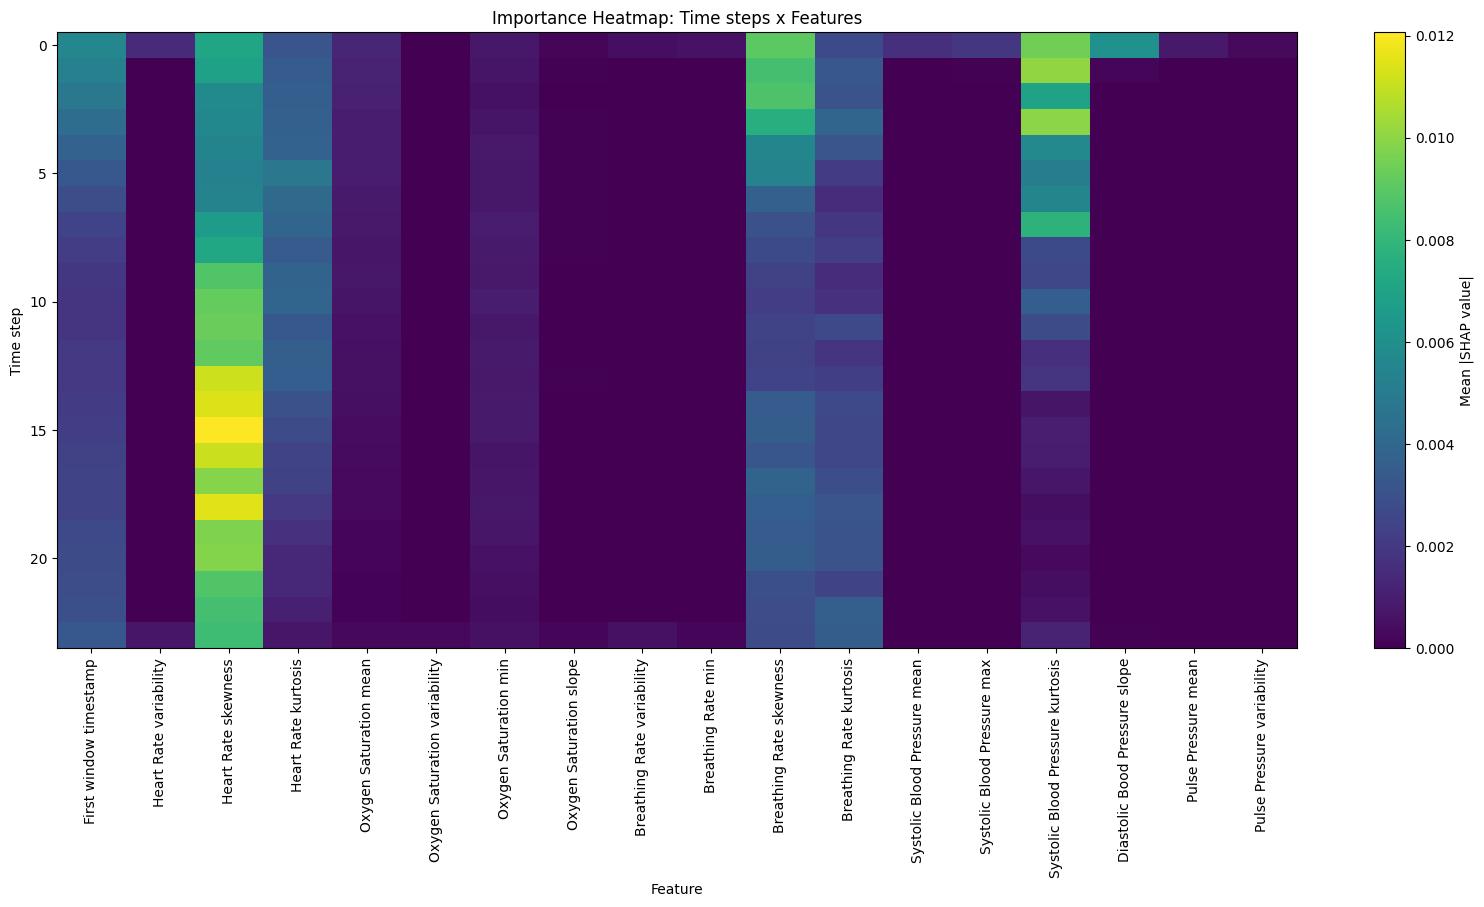 Importance Heatmap: Time steps x Features
0
5
10
15
20
Time step
First window timestamp
Heart Rate variability
Heart Rate skewness
Heart Rate kurtosis
Oxygen Saturation mean
Oxygen Saturation variability
Oxygen Saturation min
Oxygen Saturation slope
Breathing Rate variability
Breathing Rate min
Breathing Rate skewness
Breathing Rate kurtosis
Systolic Blood Pressure mean
Systolic Blood Pressure max
Systolic Blood Pressure kurtosis
Diastolic Bood Pressure slope
Pulse Pressure mean
Pulse Pressure variability
Feature
0.012
0.010
0.008
0.006
0.004
0.002
0.000
Mean |SHAP value|